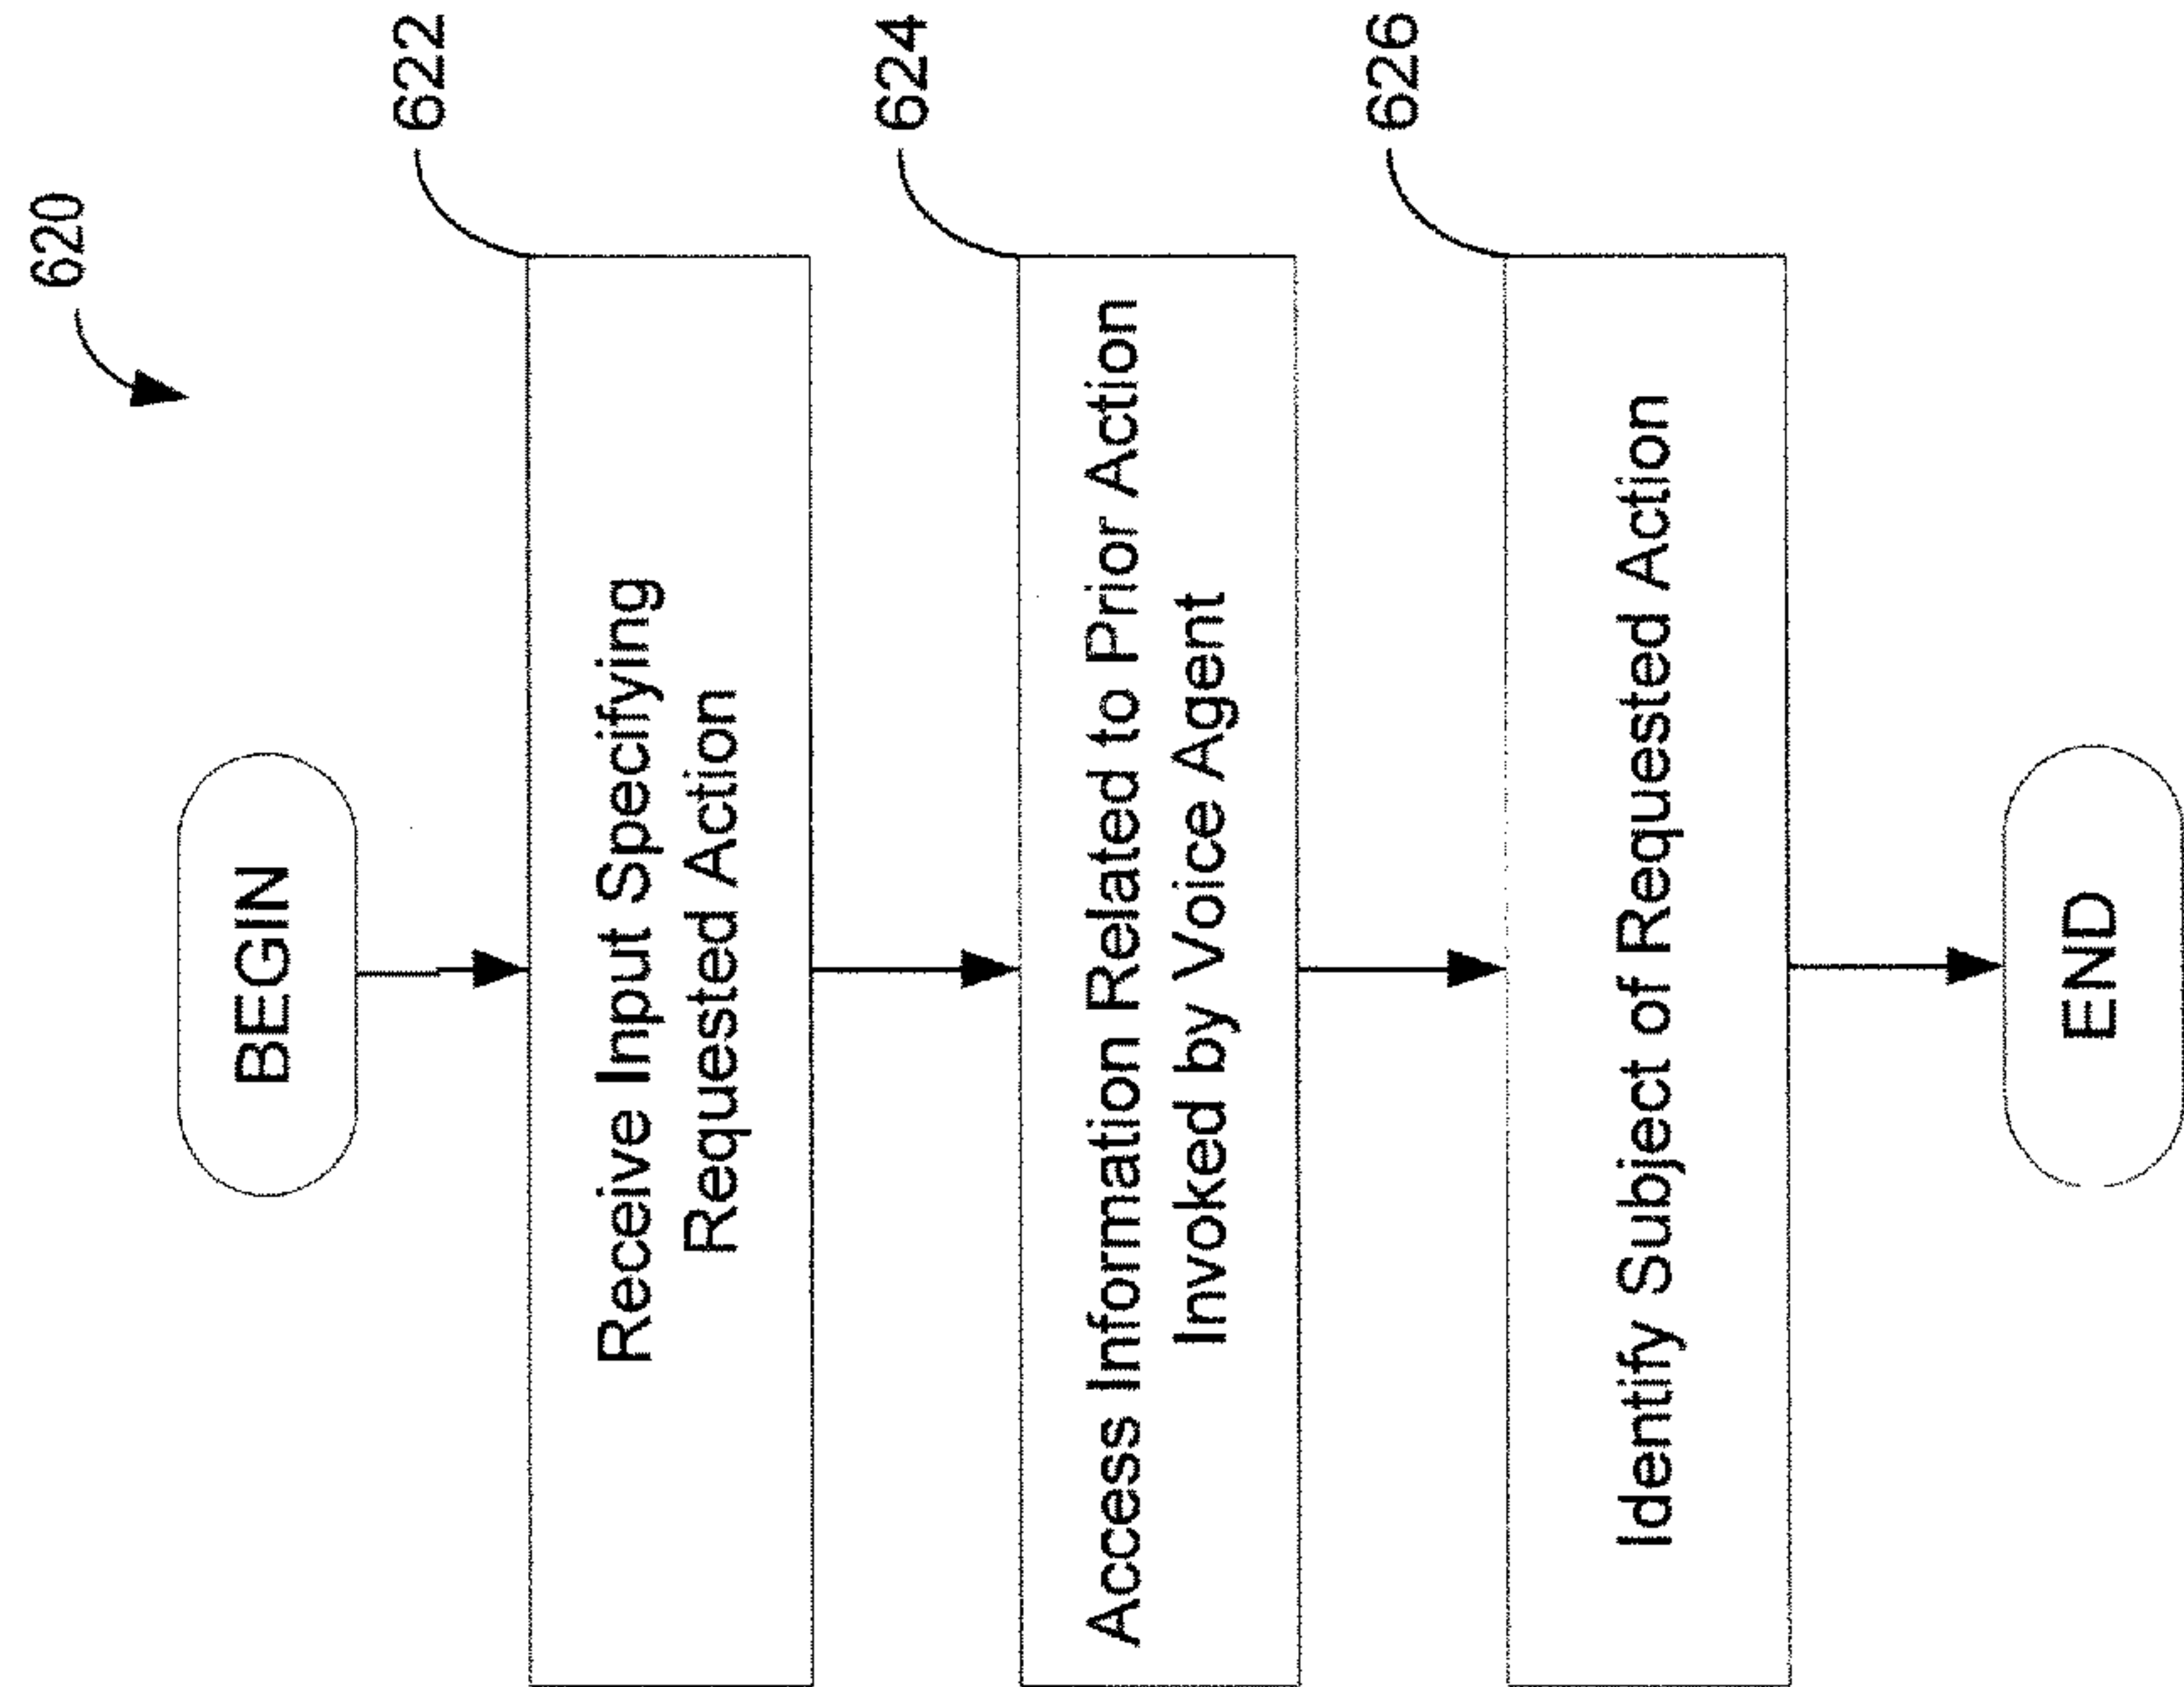 620
BEGIN
622
Receive Input Specifying
Requested Action
624
Access Information Related to Prior Action
Invoked by Voice Agent
626
Identify Subject of Requested Action
END